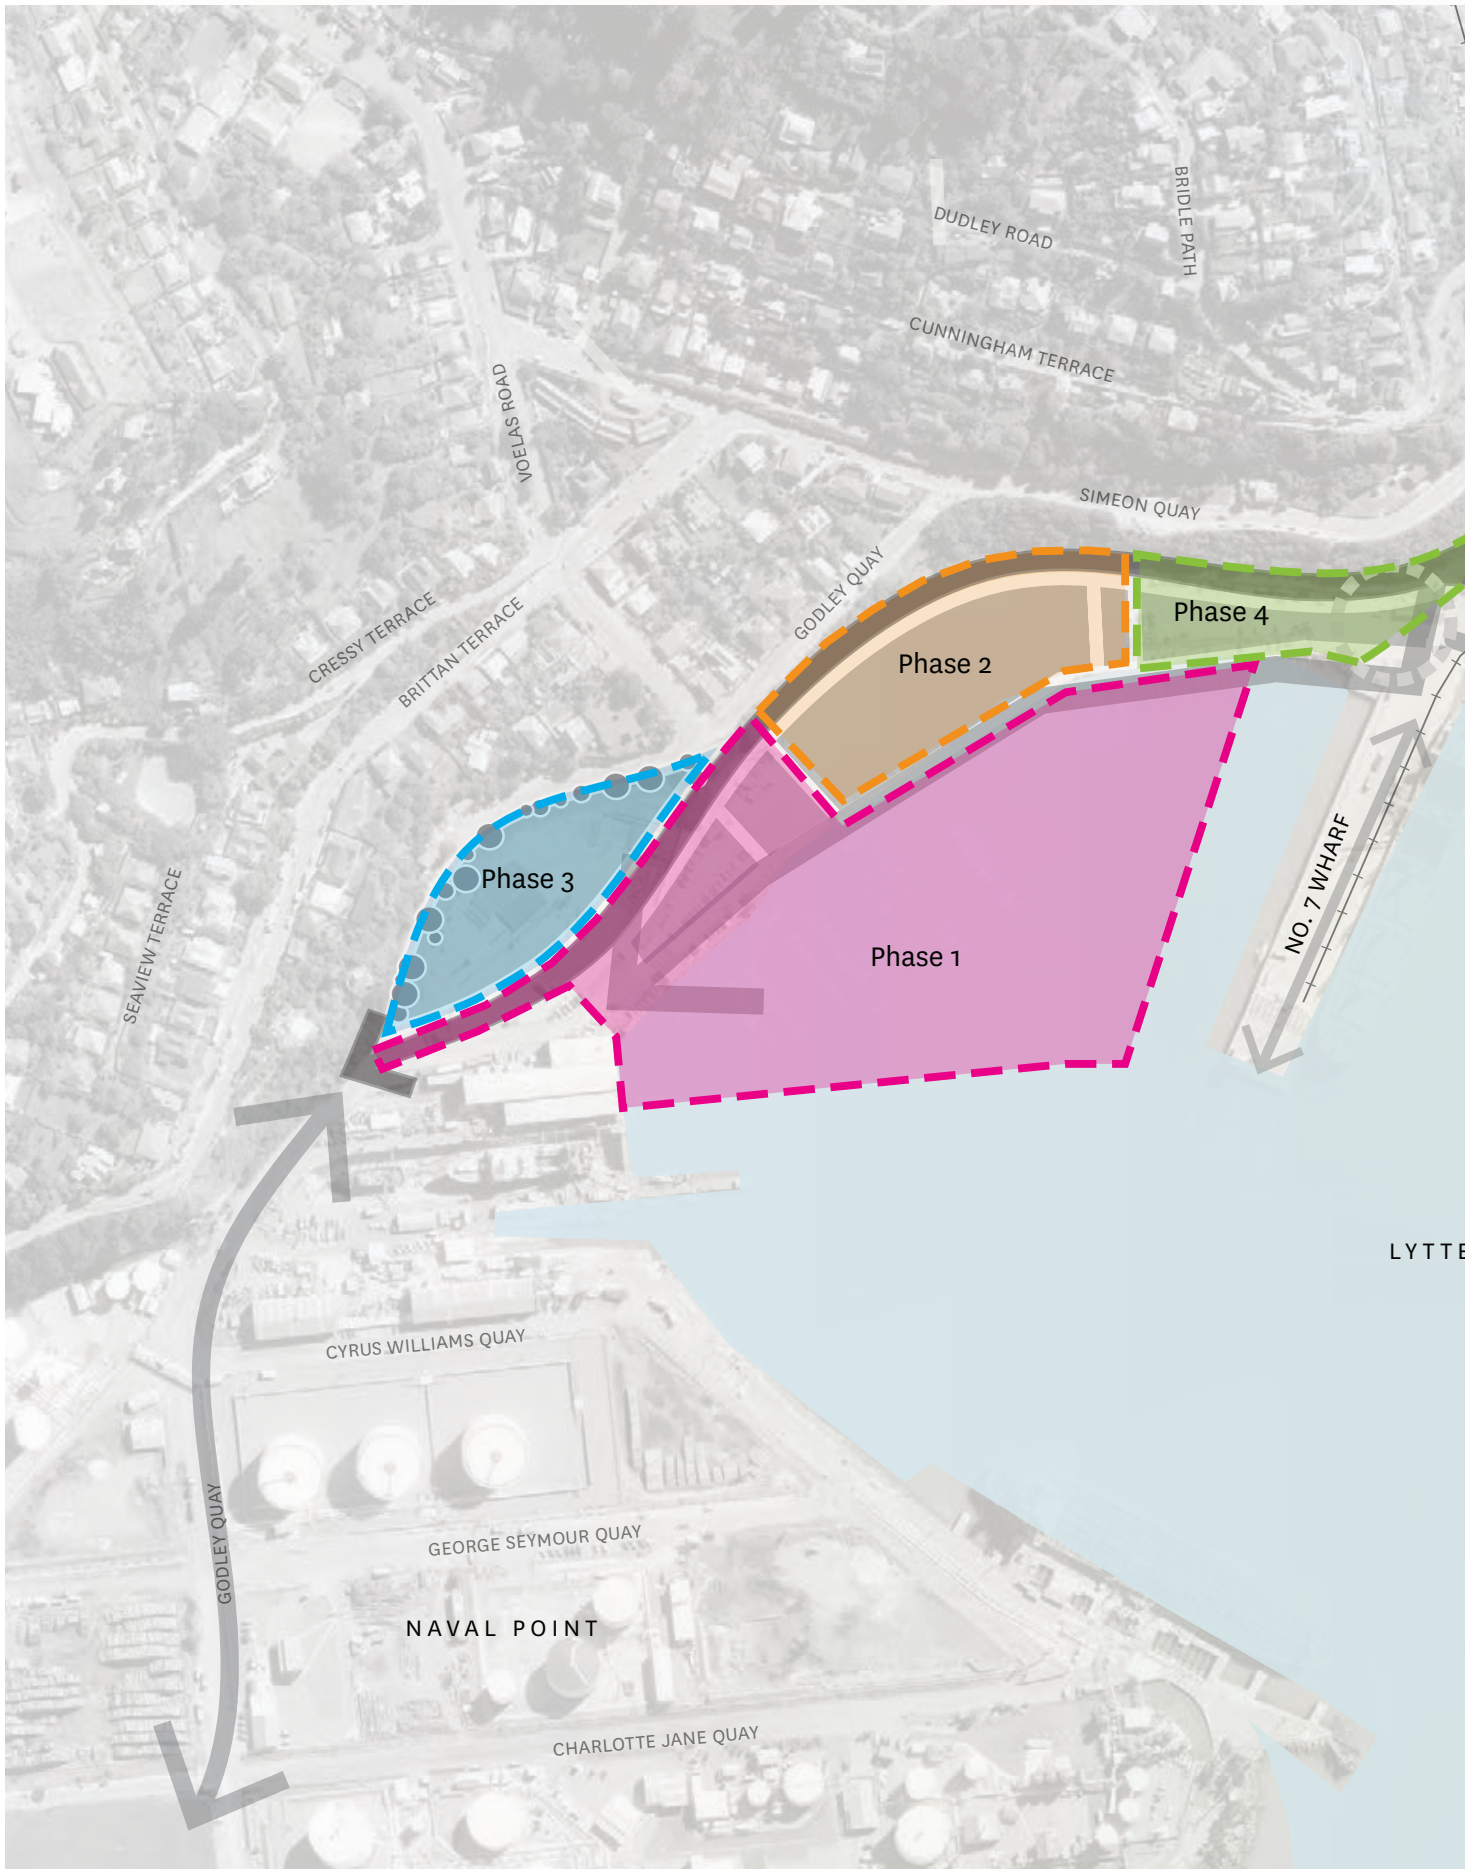 BRIDLE PATH
DUDLEY ROAD
CUNNINGHAM TERRACE
VOELAS ROAD
SIMEON QUAY
GODLEY QUAY
CRESSY TERRACE
BRITTAN TERRACE
Phase 4
Phase 2
Phase 3
SEAVIEW TERRACE
NO. 7 WHARF
Phase 1
LYTTE
CYRUS WILLIAMS QUAY
GODLEY QUAY
GEORGE SEYMOUR QUAY
NAVAL POINT
CHARLOTTE JANE QUAY